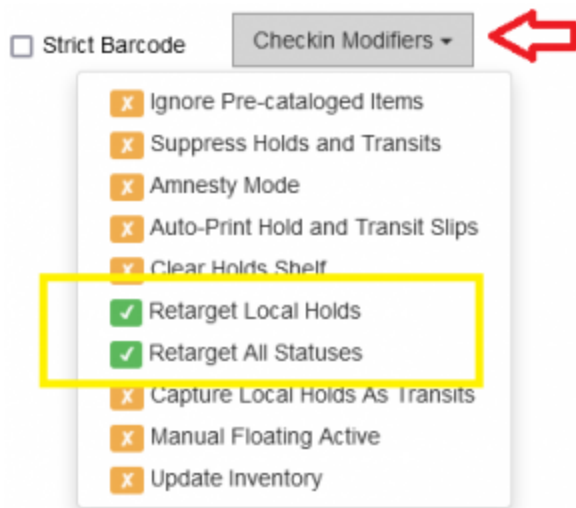 Strict Barcode
Checkin Modifiers
Ignore Pre-cataloged Items
Suppress Holds and Transits
Amnesty Mode
Auto-Print Hold and Transit Slips
Clear Holds Shelf
Retarget Local Holds
Retarget All Statuses
Capture Local Holds As Transits
Manual Floating Active
Update Inventory